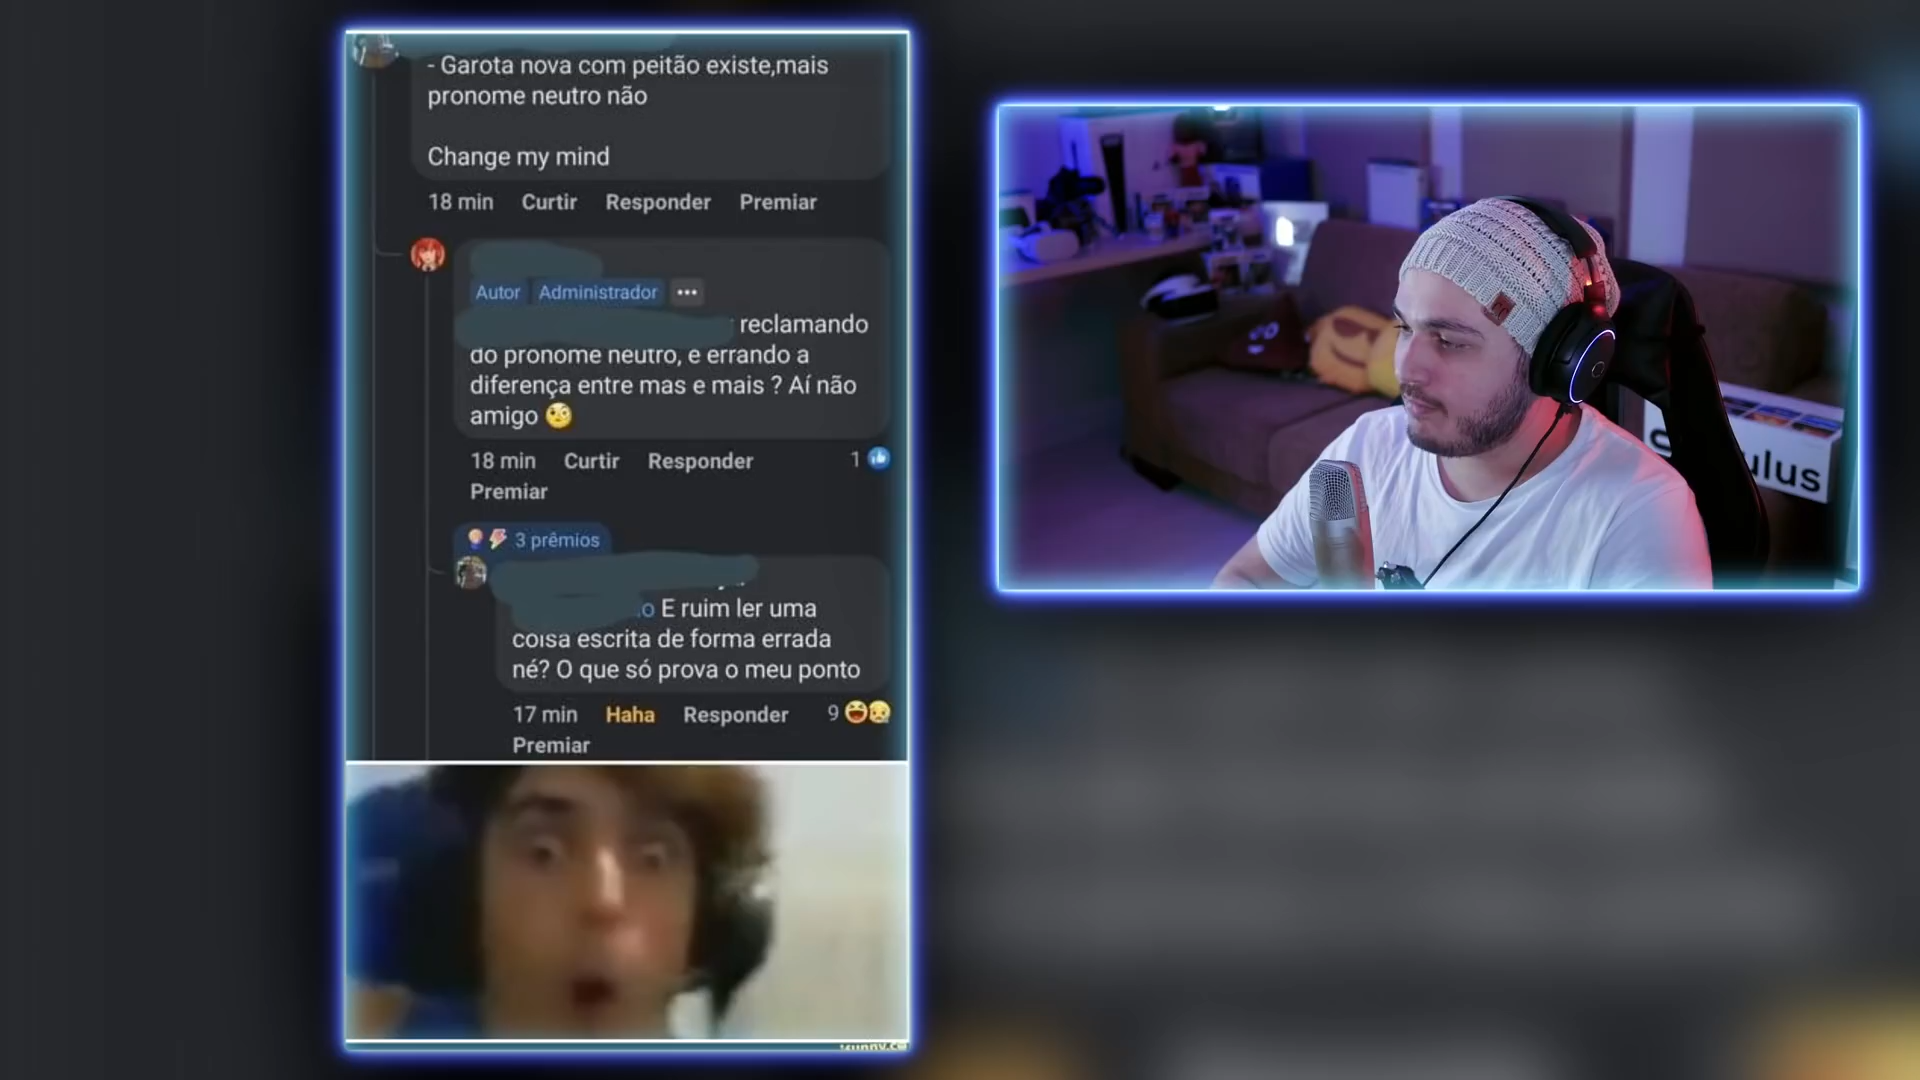 - Garota nova com peitão existe,mais
pronome neutro não
Change my mind
18 min Curtir Responder Premiar
Autor Administrador •••
reclamando
do pronome neutro, e errando a
diferença entre mas e mais ? Aí não
amigo 🧐
18 min Curtir Responder 1
Premiar
3 prêmios
E ruim ler uma
coisa escrita de forma errada
né? O que só prova o meu ponto
17 min Haha Responder 9
Premiar
ulus